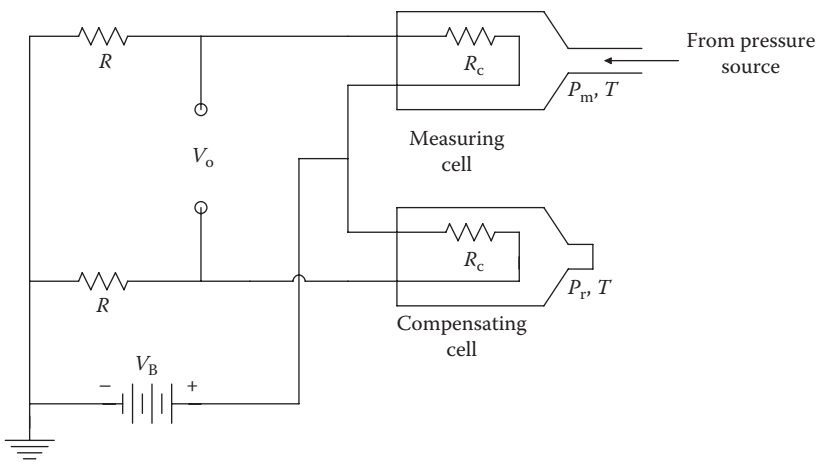 R
R_c
From pressure
source
P_m, T
V_o
Measuring
cell
R
R_c
P_r, T
Compensating
cell
V_B
− +